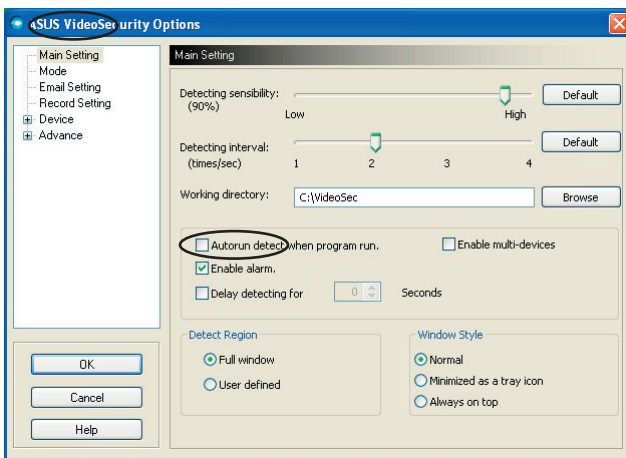 ASUS VideoSecurity Options
Main Setting
Mode
Email Setting
Record Setting
Device
Advance
OK
Cancel
Help
Main Setting
Detecting sensibility:
(90%)
Low
High
Default
Detecting interval:
(times/sec)
1 2 3 4
Default
Working directory:
C:\VideoSec
Browse
Autorun detect when program run.
Enable multi-devices
Enable alarm.
Delay detecting for 0 Seconds
Detect Region
Full window
User defined
Window Style
Normal
Minimized as a tray icon
Always on top